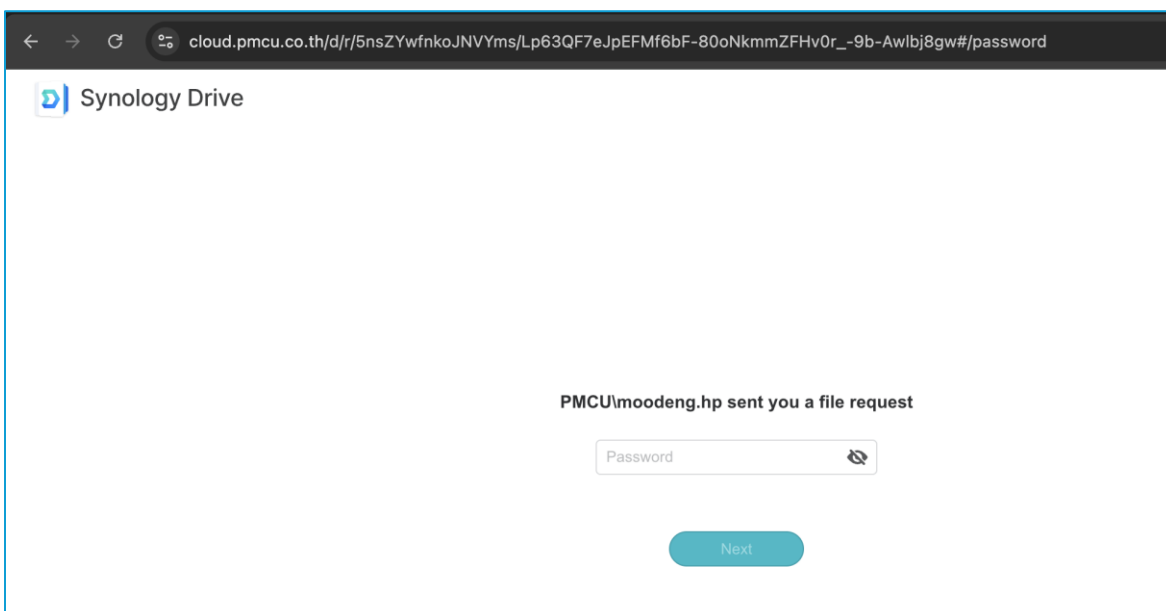 cloud.pmcu.co.th/d/r/5nsZYwfnkoJNVYms/Lp63QF7eJpEFMf6bF-80oNkmmZFHv0r_-9b-Awlbj8gw#/password
Synology Drive
PMCU\moodeng.hp sent you a file request
Password
Next